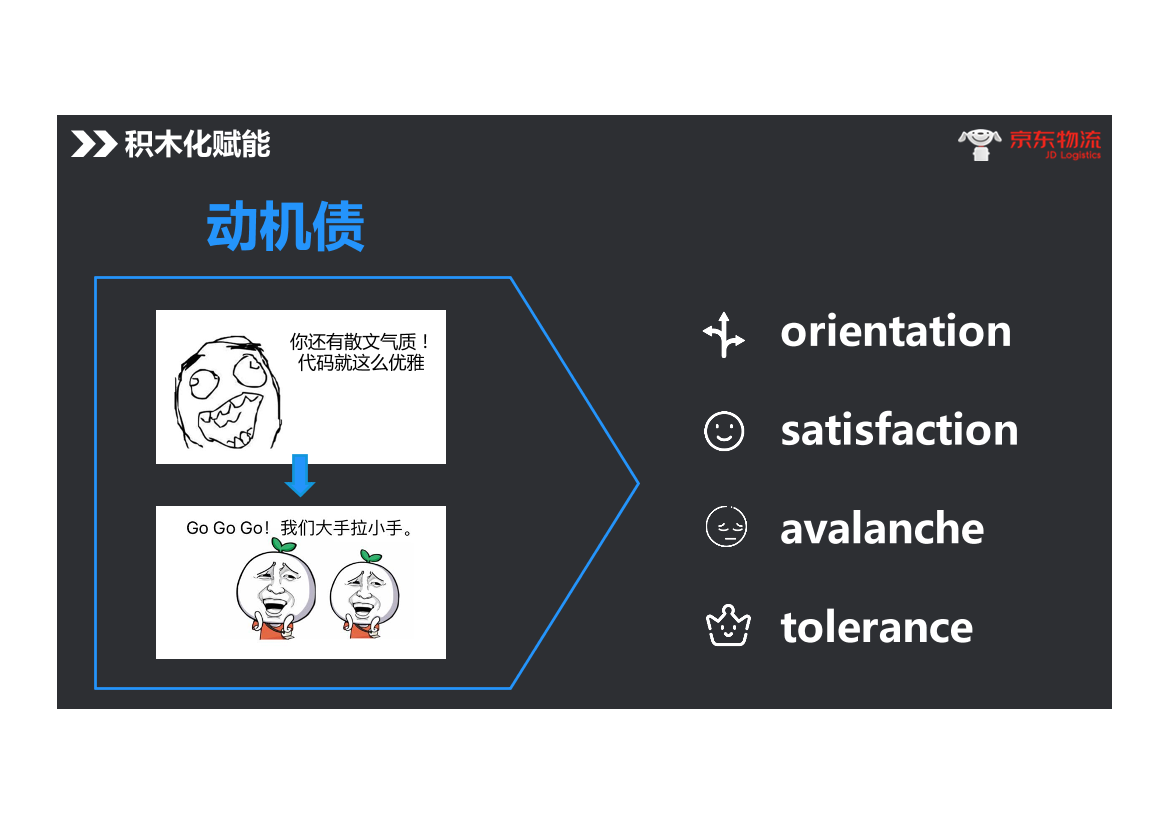 积木化赋能
京东物流
JD Logistics
动机债
你还有散文气质！
代码就这么优雅
Go Go Go！我们大手拉小手。
orientation
satisfaction
avalanche
tolerance